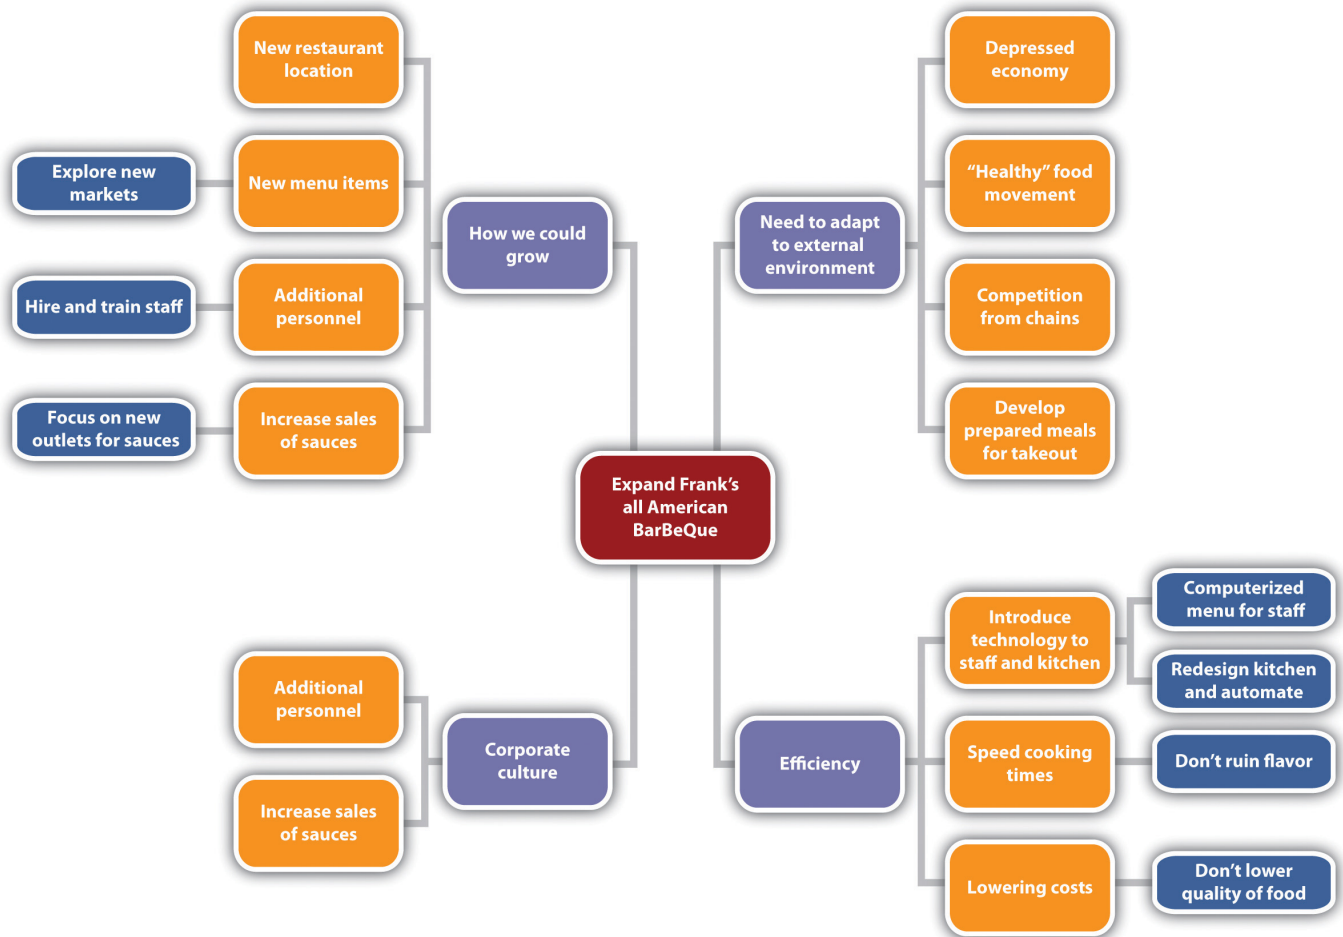 New restaurant
location
Explore new
markets
New menu items
How we could
grow
Hire and train staff
Additional
personnel
Focus on new
outlets for sauces
Increase sales
of sauces
Depressed
economy
“Healthy” food
movement
Need to adapt
to external
environment
Competition
from chains
Develop
prepared meals
for takeout
Expand Frank’s
all American
BarBeQue
Additional
personnel
Corporate
culture
Increase sales
of sauces
Efficiency
Introduce
technology to
staff and kitchen
Computerized
menu for staff
Redesign kitchen
and automate
Speed cooking
times
Don’t ruin flavor
Lowering costs
Don’t lower
quality of food